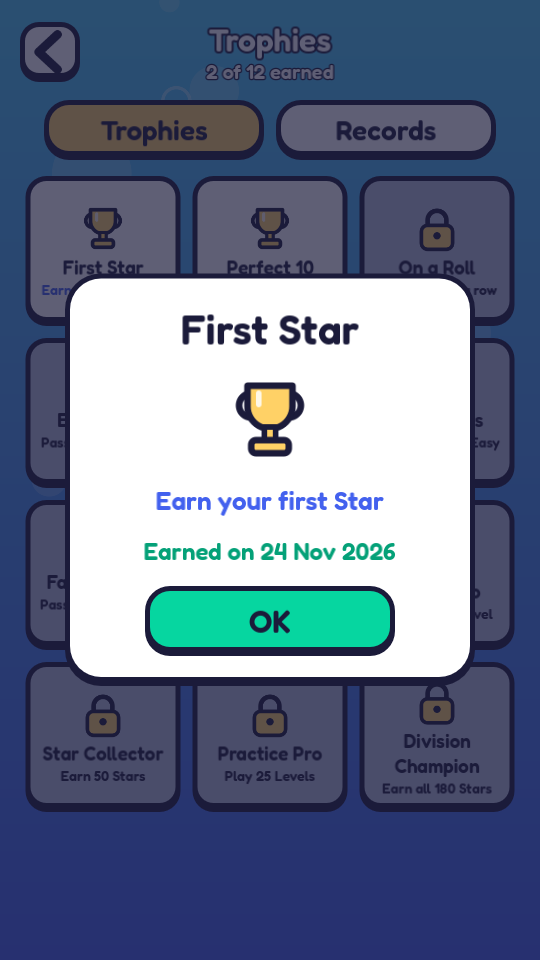 Trophies
2 of 12 earned
Trophies
Records
First Star
Perfect 10
On a Roll
row
First Star
Earn your first Star
Earned on 24 Nov 2026
OK
Easy
Star Collector
Earn 50 Stars
Practice Pro
Play 25 Levels
Division
Champion
Earn all 180 Stars